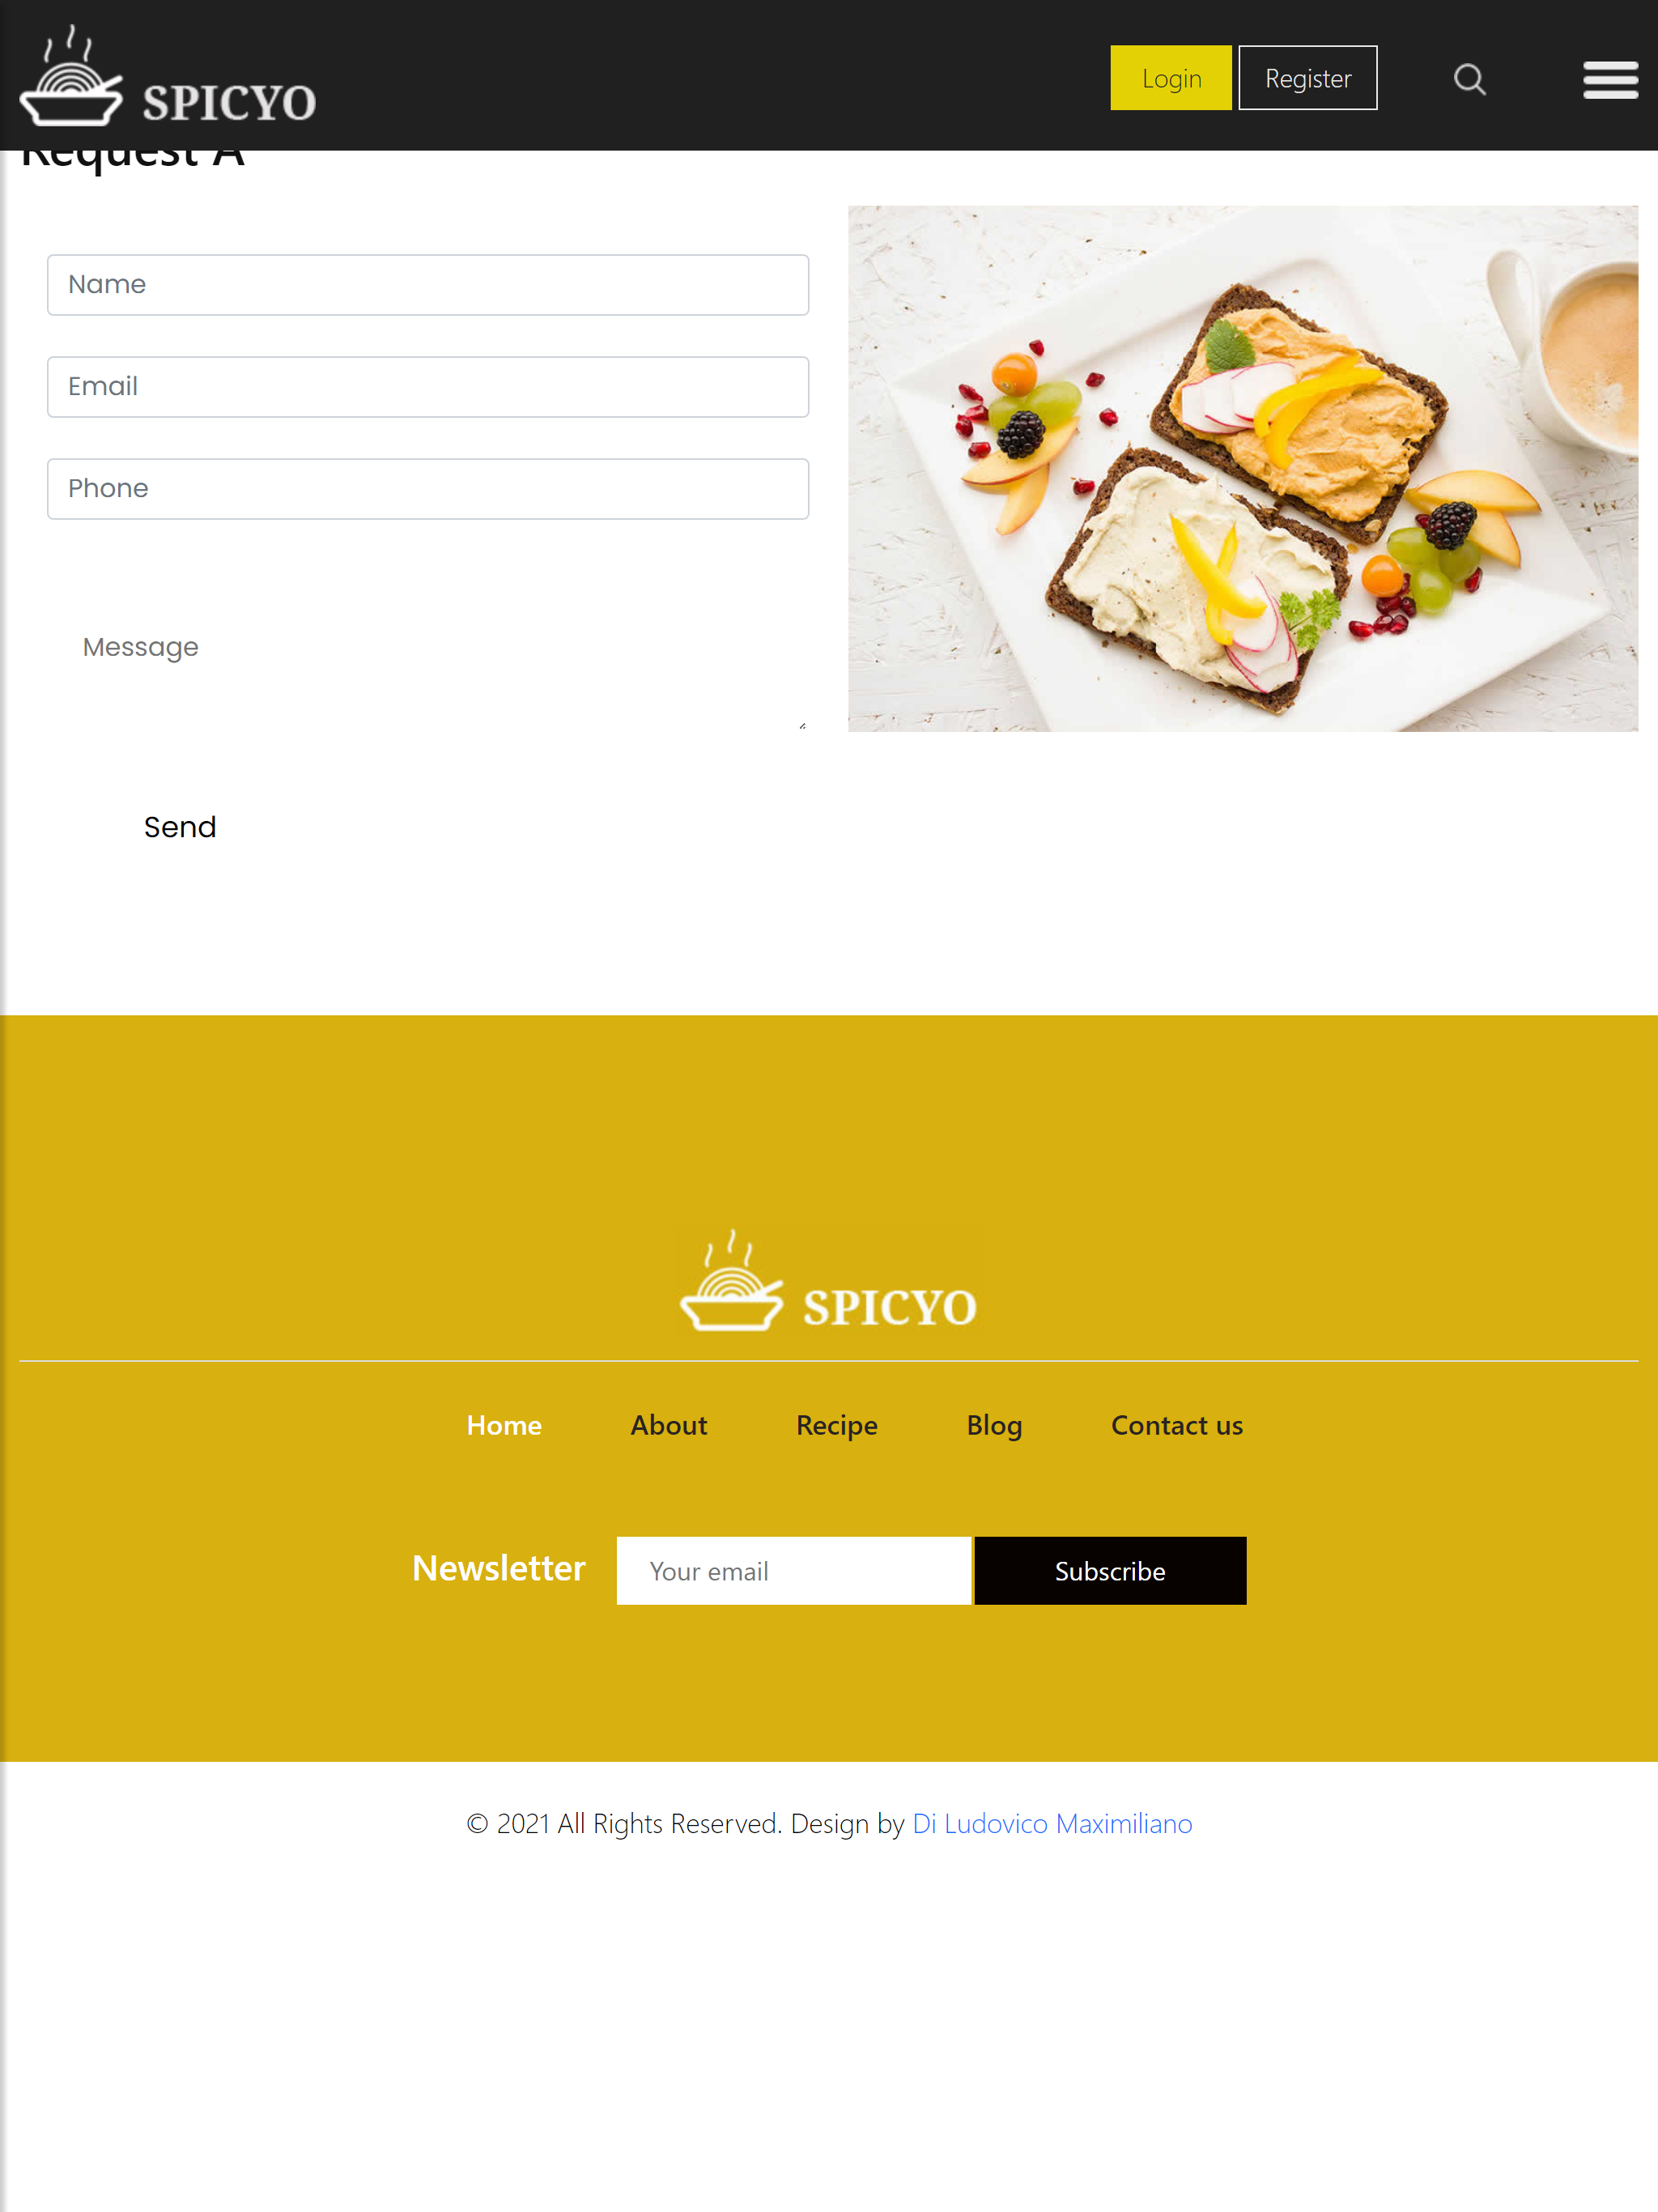 SPICYO
Login
Register
Request A
Name
Email
Phone
Message
Send
SPICYO
Home
About
Recipe
Blog
Contact us
Newsletter
Your email
Subscribe
© 2021 All Rights Reserved. Design by Di Ludovico Maximiliano